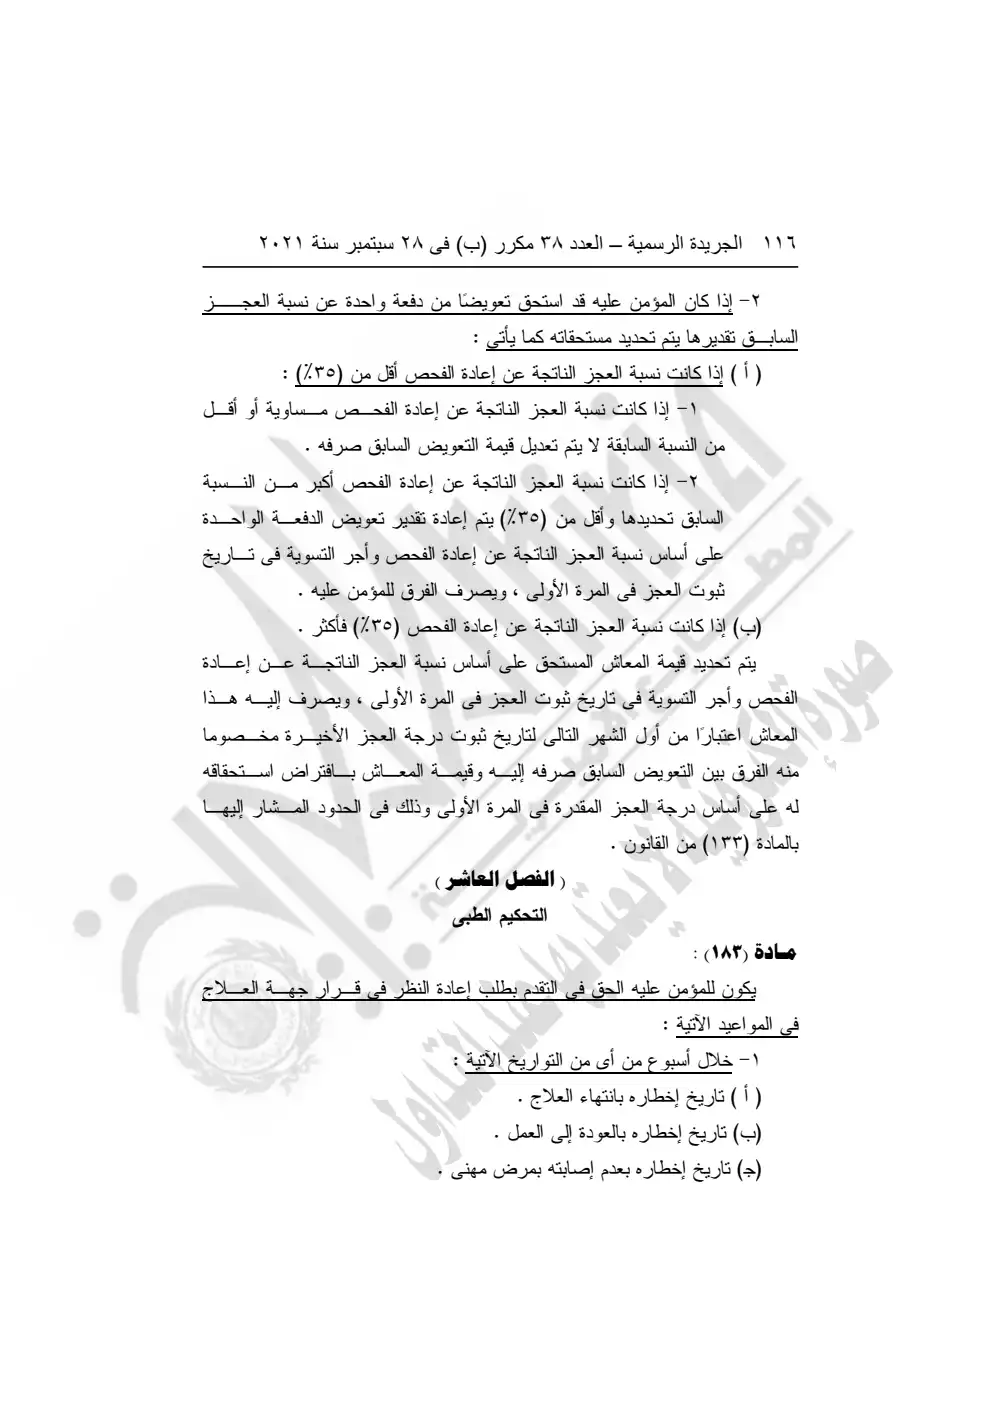 ١١٦ الجريدة الرسمية – العدد ٣٨ مكرر (ب) فى ٢٨ سبتمبر سنة ٢٠٢١
٢- إذا كان المؤمن عليه قد استحق تعويضًا من دفعة واحدة عن نسبة العجز
السابق تقديرها يتم تحديد مستحقاته كما يأتى :
( أ ) إذا كانت نسبة العجز الناتجة عن إعادة الفحص أقل من (٣٥٪) :
١- إذا كانت نسبة العجز الناتجة عن إعادة الفحص مساوية أو أقل
من النسبة السابقة لا يتم تعديل قيمة التعويض السابق صرفه .
٢- إذا كانت نسبة العجز الناتجة عن إعادة الفحص أكبر من النسبة
السابق تحديدها وأقل من (٣٥٪) يتم إعادة تقدير تعويض الدفعة الواحدة
على أساس نسبة العجز الناتجة عن إعادة الفحص وأجر التسوية فى تاريخ
ثبوت العجز فى المرة الأولى ، ويصرف الفرق للمؤمن عليه .
(ب) إذا كانت نسبة العجز الناتجة عن إعادة الفحص (٣٥٪) فأكثر .
يتم تحديد قيمة المعاش المستحق على أساس نسبة العجز الناتجة عن إعادة
الفحص وأجر التسوية فى تاريخ ثبوت العجز فى المرة الأولى ، ويصرف إليه هذا
المعاش اعتبارًا من أول الشهر التالى لتاريخ ثبوت درجة العجز الأخيرة مخصوما
منه الفرق بين التعويض السابق صرفه إليه وقيمة المعاش بافتراض استحقاقه
له على أساس درجة العجز المقدرة فى المرة الأولى وذلك فى الحدود المشار إليها
بالمادة (١٣٣) من القانون .
( الفصل العاشر )
التحكيم الطبى
مادة (١٨٣) :
يكون للمؤمن عليه الحق فى التقدم بطلب إعادة النظر فى قرار جهة العلاج
فى المواعيد الآتية :
١- خلال أسبوع من أى من التواريخ الآتية :
( أ ) تاريخ إخطاره بانتهاء العلاج .
(ب) تاريخ إخطاره بالعودة إلى العمل .
(ج) تاريخ إخطاره بعدم إصابته بمرض مهنى .
صورة إلكترونية لا يعتد بها عند التداول